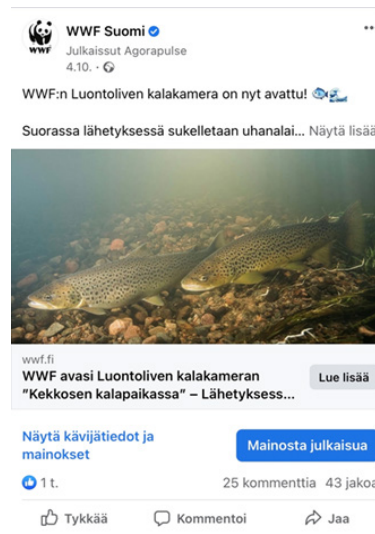 WWF Suomi
Julkaissut Agorapulse
4.10. ·
WWF:n Luontoliven kalakamera on nyt avattu!
Suorassa lähetyksessä sukelletaan uhanalai... Näytä lisää
wwf.fi
WWF avasi Luontoliven kalakameran
"Kekkosen kalapaikassa" – Lähetyksess...
Lue lisää
Näytä kävijätiedot ja
mainokset
Mainosta julkaisua
1 t.
25 kommenttia 43 jakoa
Tykkää Kommentoi Jaa